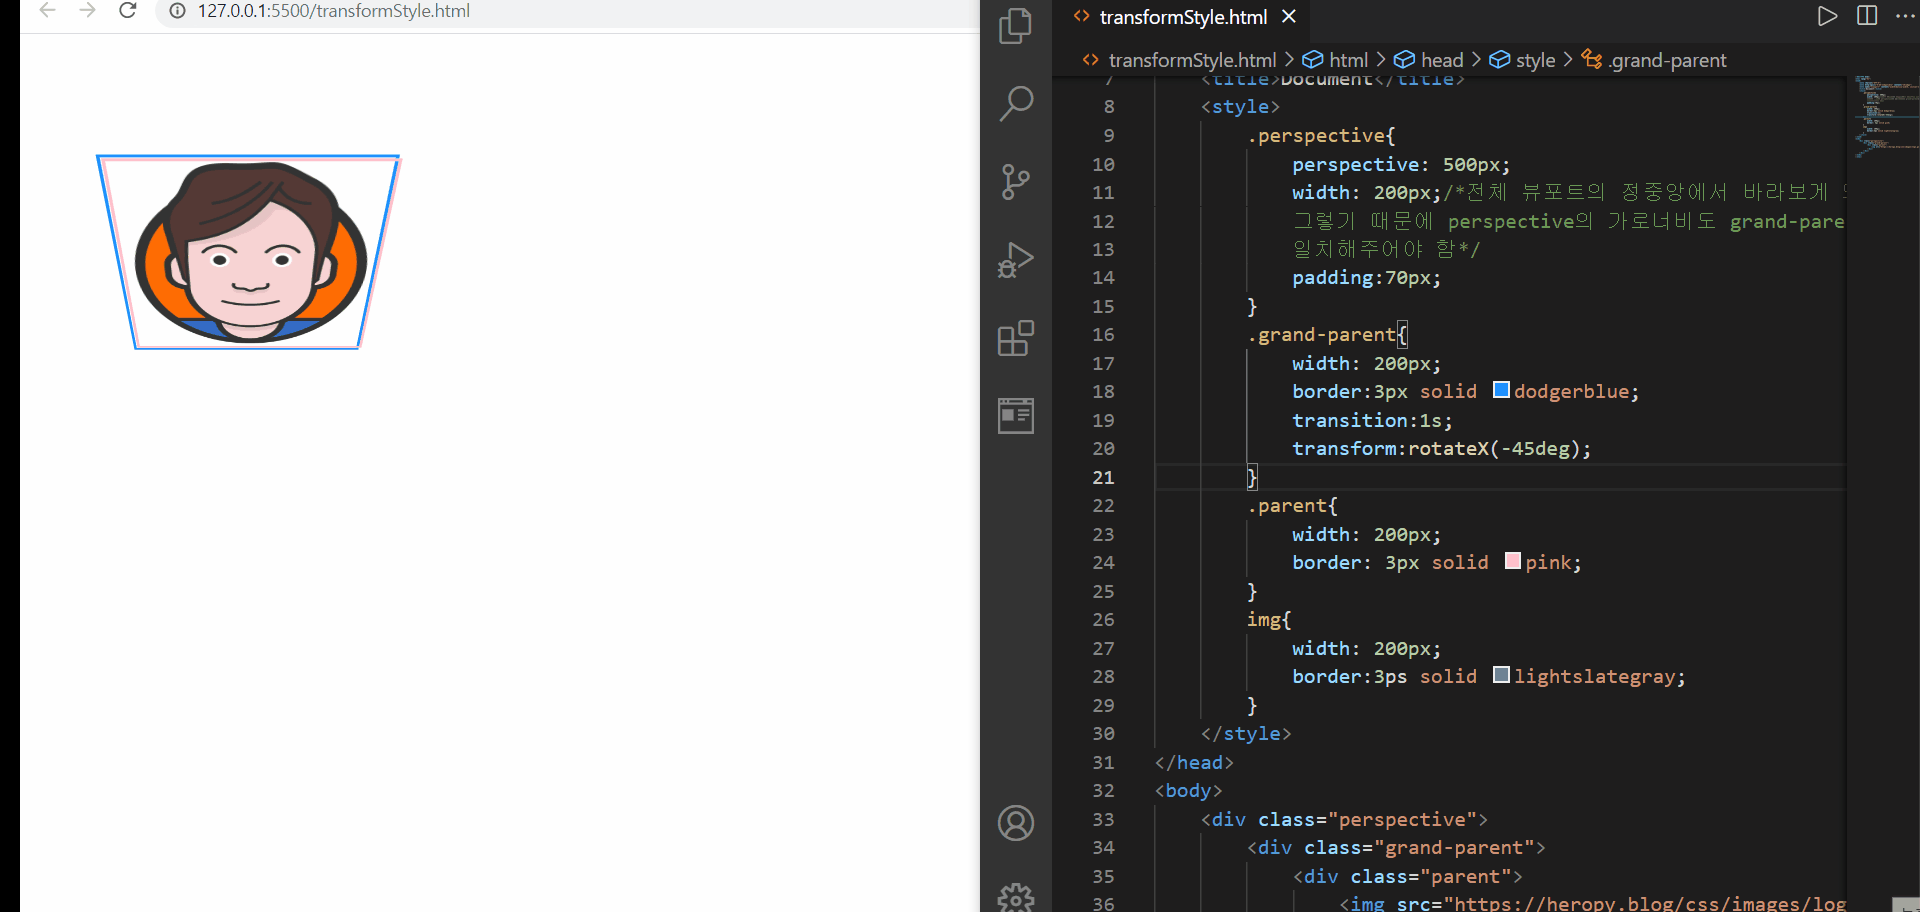 127.0.0.1:5500/transformStyle.html
transformStyle.html
transformStyle.html > html > head > style > .grand-parent
7 <title>Document</title>
8 <style>
9 .perspective{
10 perspective: 500px;
11 width: 200px;/*전체 뷰포트의 정중앙에서 바라보게
12 그렇기 때문에 perspective의 가로너비도 grand-pare
13 일치해주어야 함*/
14 padding:70px;
15 }
16 .grand-parent{
17 width: 200px;
18 border:3px solid dodgerblue;
19 transition:1s;
20 transform:rotateX(-45deg);
21 }
22 .parent{
23 width: 200px;
24 border: 3px solid pink;
25 }
26 img{
27 width: 200px;
28 border:3ps solid lightslategray;
29 }
30 </style>
31 </head>
32 <body>
33 <div class="perspective">
34 <div class="grand-parent">
35 <div class="parent">
36 <img src="https://heropy.blog/css/images/log